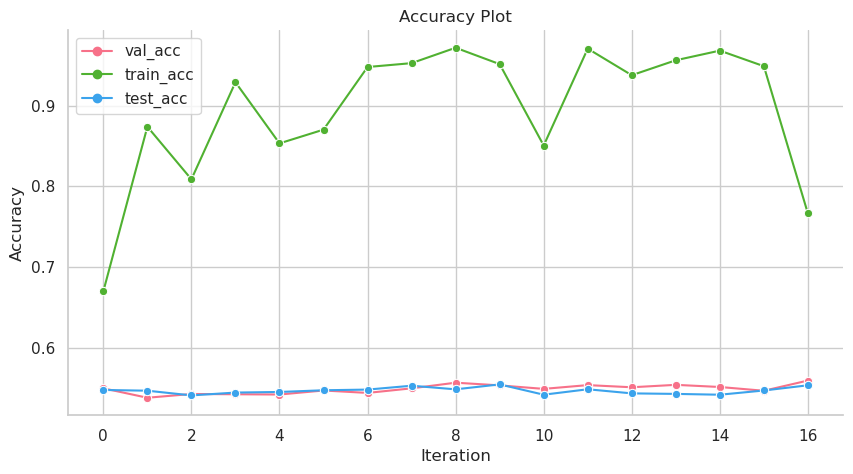 Accuracy Plot
val_acc
train_acc
test_acc
Accuracy
0.9
0.8
0.7
0.6
0 2 4 6 8 10 12 14 16
Iteration